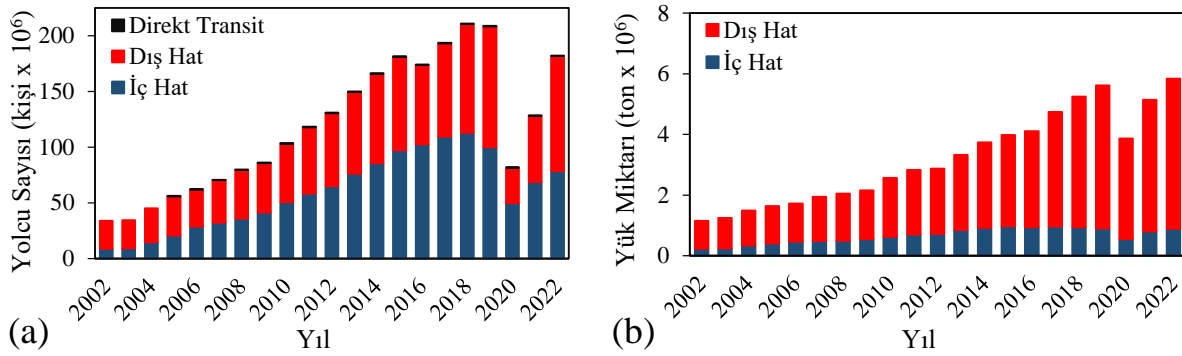 Yolcu Sayısı (kişi x 10⁶)
200
150
100
50
0
Direkt Transit
Dış Hat
İç Hat
2002
2004
2006
2008
2010
2012
2014
2016
2018
2020
2022
(a)
Yıl
Yük Miktarı (ton x 10⁶)
8
6
4
2
0
Dış Hat
İç Hat
2002
2004
2006
2008
2010
2012
2014
2016
2018
2020
2022
(b)
Yıl